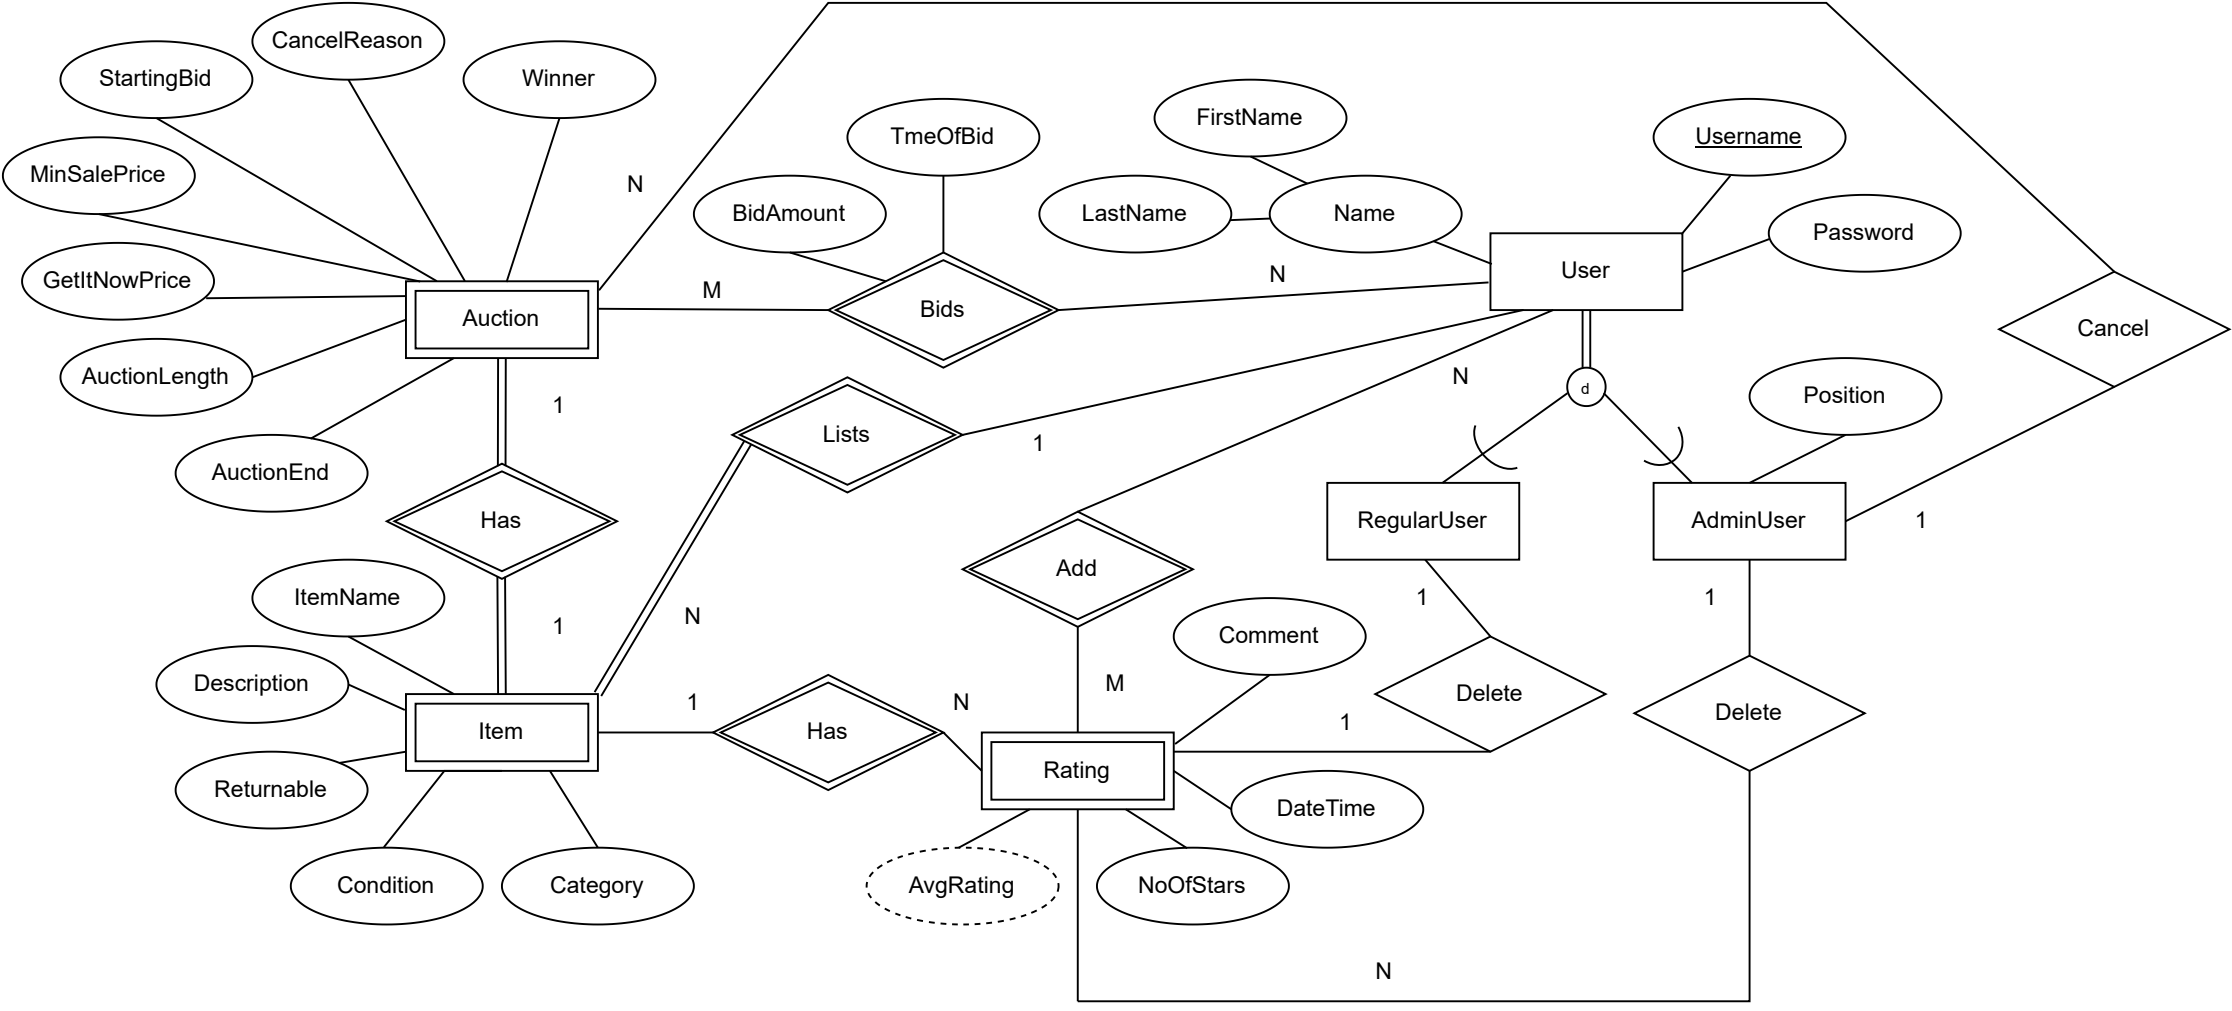 CancelReason
StartingBid
Winner
TmeOfBid
FirstName
Username
MinSalePrice
N
BidAmount
LastName
Name
Password
GetItNowPrice
M
N
User
Auction
Bids
Cancel
AuctionLength
1
N
d
Position
Lists
1
AuctionEnd
Has
RegularUser
AdminUser
1
Add
ItemName
1
N
1
1
Comment
Description
1
N
M
Delete
Delete
Item
Has
1
Rating
Returnable
DateTime
Condition
Category
AvgRating
NoOfStars
N